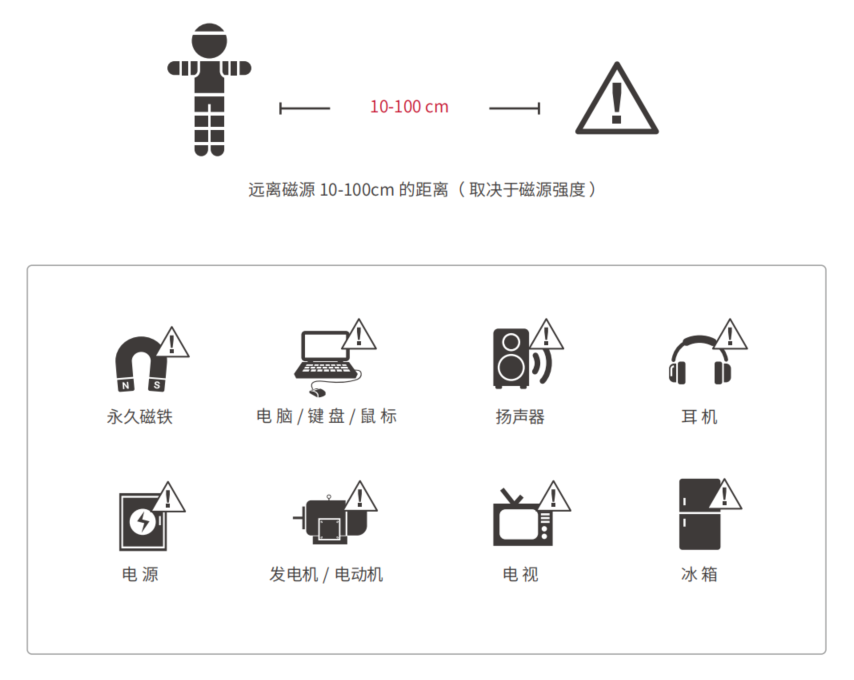 10-100 cm
远离磁源 10-100cm 的距离（取决于磁源强度）
N S
永久磁铁
电脑/键盘/鼠标
扬声器
耳机
电源
发电机/电动机
电视
冰箱